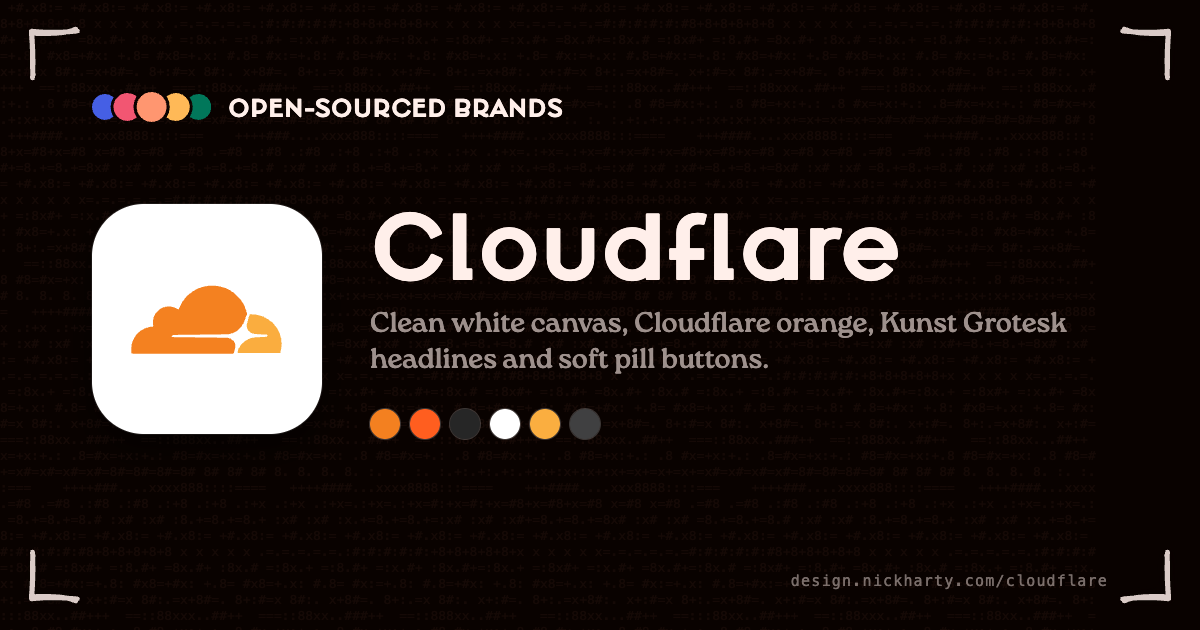 OPEN-SOURCED BRANDS
Cloudflare
Clean white canvas, Cloudflare orange, Kunst Grotesk
headlines and soft pill buttons.
design.nickharty.com/cloudflare